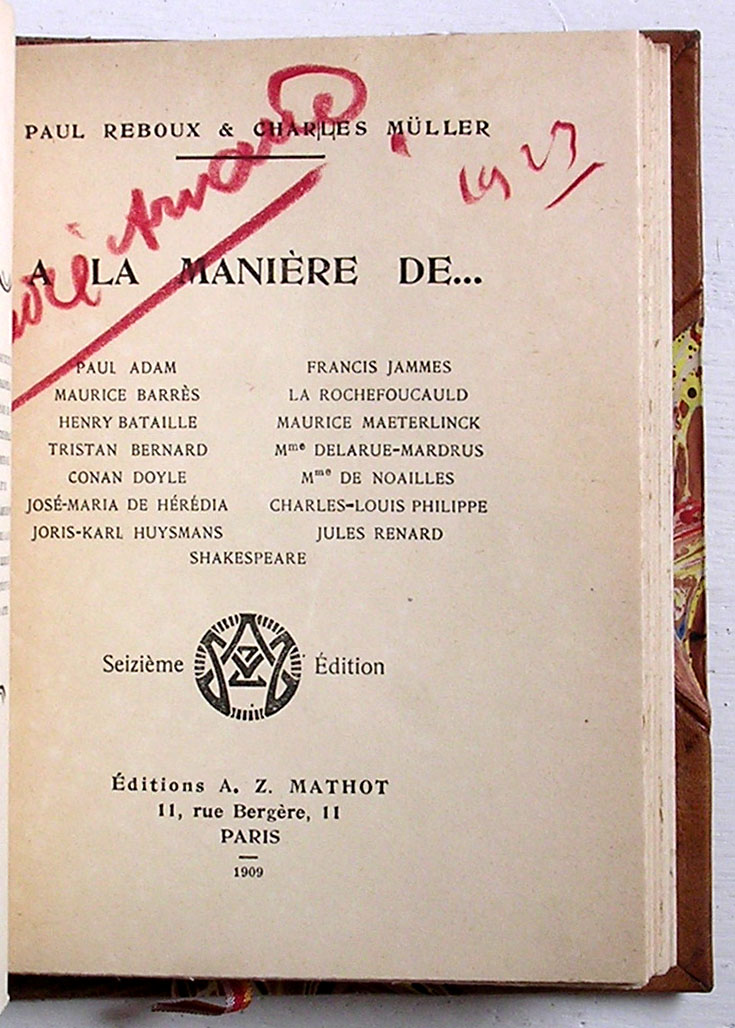 PAUL REBOUX & CHARLES MÜLLER
1923
A LA MANIÈRE DE...
PAUL ADAM
MAURICE BARRÈS
HENRY BATAILLE
TRISTAN BERNARD
CONAN DOYLE
JOSÉ-MARIA DE HÉRÉDIA
JORIS-KARL HUYSMANS
FRANCIS JAMMES
LA ROCHEFOUCAULD
MAURICE MAETERLINCK
Mme DELARUE-MARDRUS
Mme DE NOAILLES
CHARLES-LOUIS PHILIPPE
JULES RENARD
SHAKESPEARE
Seizième Édition
Éditions A. Z. MATHOT
11, rue Bergère, 11
PARIS
1909